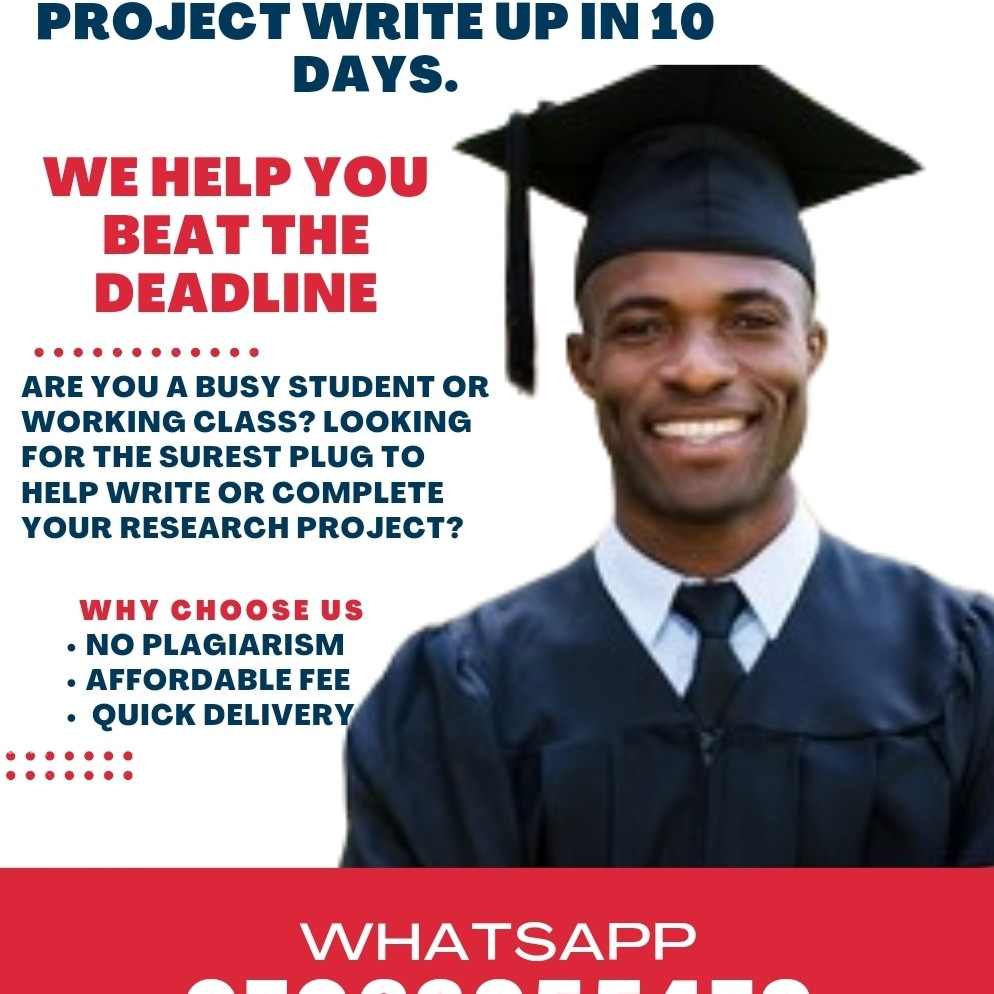 PROJECT WRITE UP IN 10
DAYS.
WE HELP YOU
BEAT THE
DEADLINE
ARE YOU A BUSY STUDENT OR
WORKING CLASS? LOOKING
FOR THE SUREST PLUG TO
HELP WRITE OR COMPLETE
YOUR RESEARCH PROJECT?
WHY CHOOSE US
• NO PLAGIARISM
• AFFORDABLE FEE
• QUICK DELIVERY
WHATSAPP